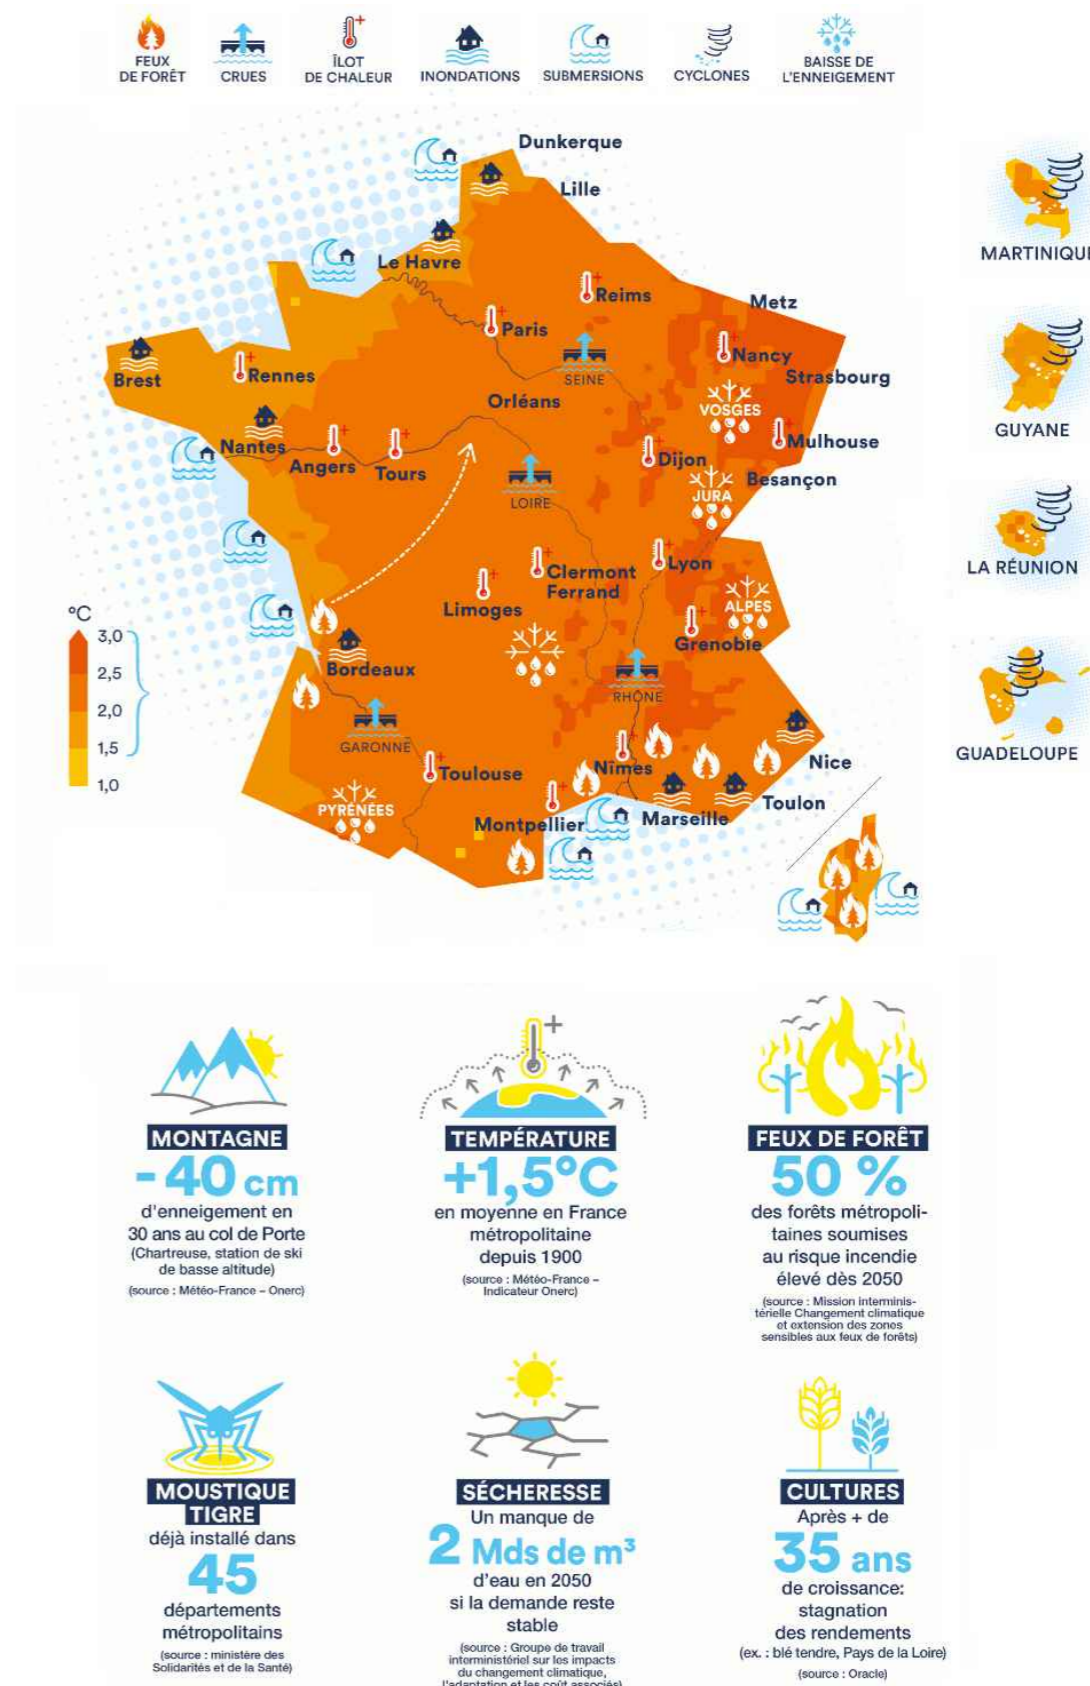 FEUX
DE FORÊT
CRUES
ÎLOT
DE CHALEUR
INONDATIONS
SUBMERSIONS
CYCLONES
BAISSE DE
L'ENNEIGEMENT
Dunkerque
Lille
Le Havre
Reims
Metz
Paris
Nancy
Brest
Rennes
SEINE
Strasbourg
Orléans
VOSGES
Nantes
Mulhouse
Angers
Tours
Dijon
Besançon
JURA
LOIRE
Lyon
Clermont
Ferrand
Limoges
ALPES
Grenoble
Bordeaux
RHÔNE
GARONNE
Nîmes
Nice
Toulouse
Toulon
PYRÉNÉES
Montpellier
Marseille
°C
3,0
2,5
2,0
1,5
1,0
MARTINIQUE
GUYANE
LA RÉUNION
GUADELOUPE
MONTAGNE
- 40 cm
d'enneigement en
30 ans au col de Porte
(Chartreuse, station de ski
de basse altitude)
(source : Météo-France – Onerc)
TEMPÉRATURE
+1,5°C
en moyenne en France
métropolitaine
depuis 1900
(source : Météo-France –
Indicateur Onerc)
FEUX DE FORÊT
50 %
des forêts métropoli-
taines soumises
au risque incendie
élevé dès 2050
(source : Mission interminis-
térielle Changement climatique
et extension des zones
sensibles aux feux de forêts)
MOUSTIQUE
TIGRE
déjà installé dans
45
départements
métropolitains
(source : ministère des
Solidarités et de la Santé)
SÉCHERESSE
Un manque de
2 Mds de m³
d'eau en 2050
si la demande reste
stable
(source : Groupe de travail
interministériel sur les impacts
du changement climatique,
l'adaptation et les coût associés)
CULTURES
Après + de
35 ans
de croissance:
stagnation
des rendements
(ex. : blé tendre, Pays de la Loire)
(source : Oracle)